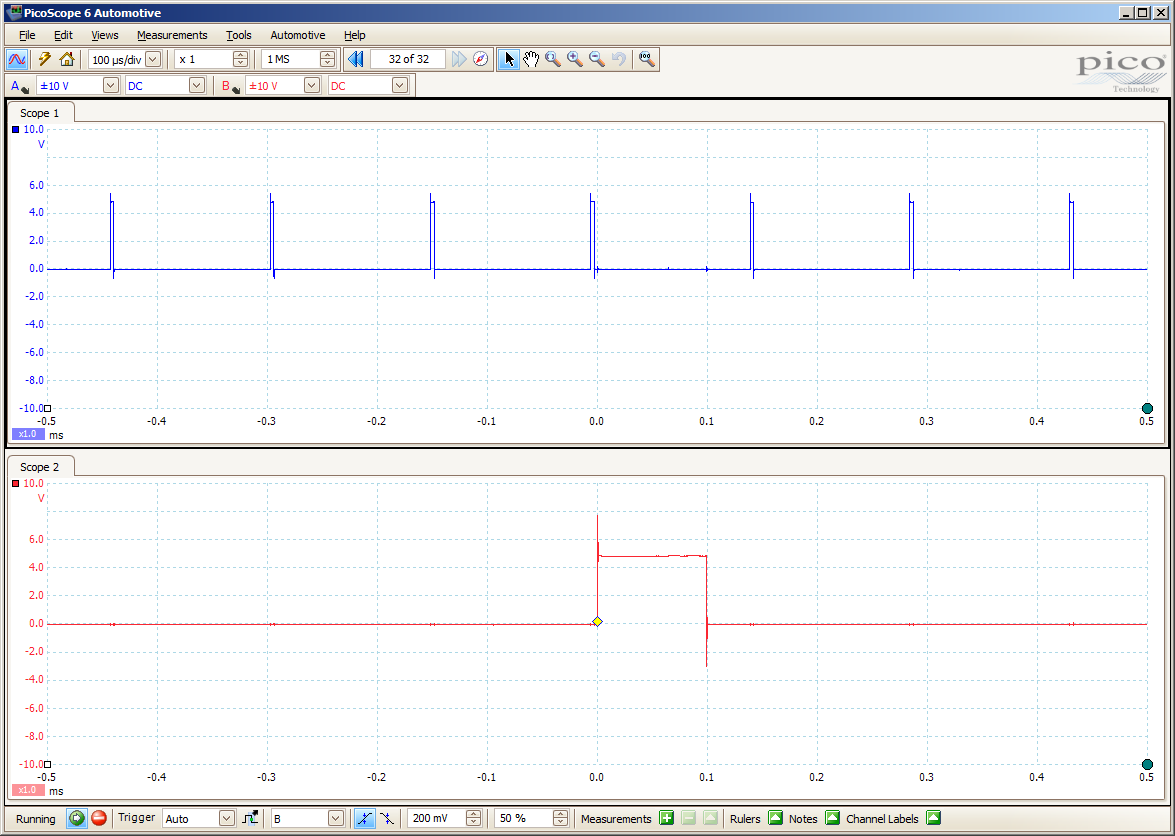 PicoScope 6 Automotive
File Edit Views Measurements Tools Automotive Help
100 µs/div x 1 1 MS 32 of 32
A ±10 V DC B ±10 V DC
pico
Technology
Scope 1
10.0
V
6.0
4.0
2.0
0.0
-2.0
-4.0
-6.0
-8.0
-10.0
-0.5 -0.4 -0.3 -0.2 -0.1 0.0 0.1 0.2 0.3 0.4 0.5
x1.0 ms
Scope 2
10.0
V
6.0
4.0
2.0
0.0
-2.0
-4.0
-6.0
-8.0
-10.0
-0.5 -0.4 -0.3 -0.2 -0.1 0.0 0.1 0.2 0.3 0.4 0.5
x1.0 ms
Running Trigger Auto B 200 mV 50 % Measurements Rulers Notes Channel Labels